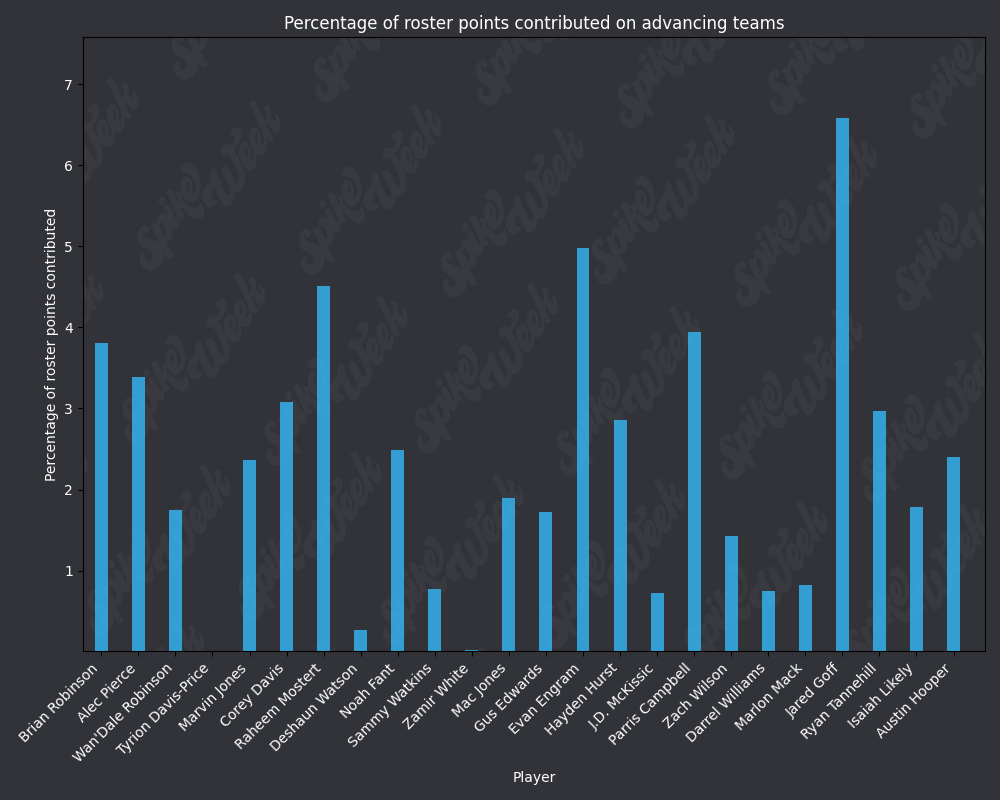 Percentage of roster points contributed on advancing teams
Percentage of roster points contributed
7
6
5
4
3
2
1
Brian Robinson
Alec Pierce
Wan'Dale Robinson
Tyrion Davis-Price
Marvin Jones
Corey Davis
Raheem Mostert
Deshaun Watson
Noah Fant
Sammy Watkins
Zamir White
Mac Jones
Gus Edwards
Evan Engram
Hayden Hurst
J.D. McKissic
Parris Campbell
Zach Wilson
Darrel Williams
Marlon Mack
Jared Goff
Ryan Tannehill
Isaiah Likely
Austin Hooper
Player
Spike Week